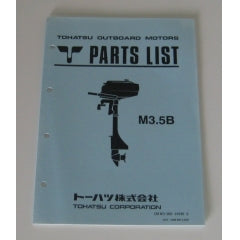 TOHATSU OUTBOARD MOTORS
PARTS LIST
M3.5B
トーハツ株式会社
TOHATSU CORPORATION